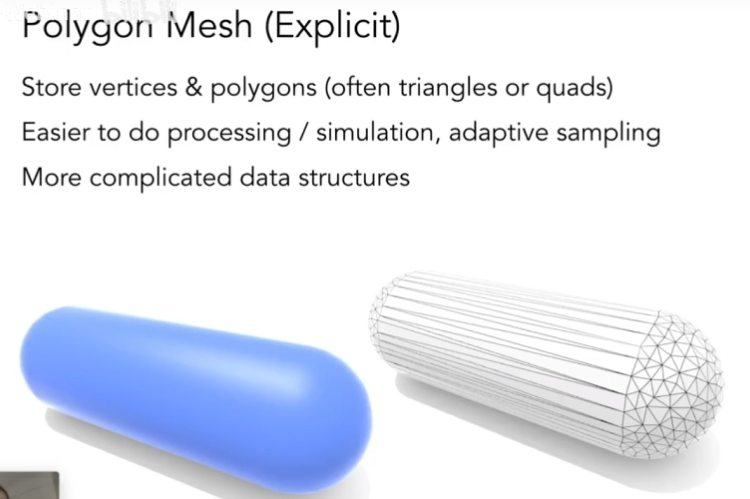 Polygon Mesh (Explicit)
Store vertices & polygons (often triangles or quads)
Easier to do processing / simulation, adaptive sampling
More complicated data structures